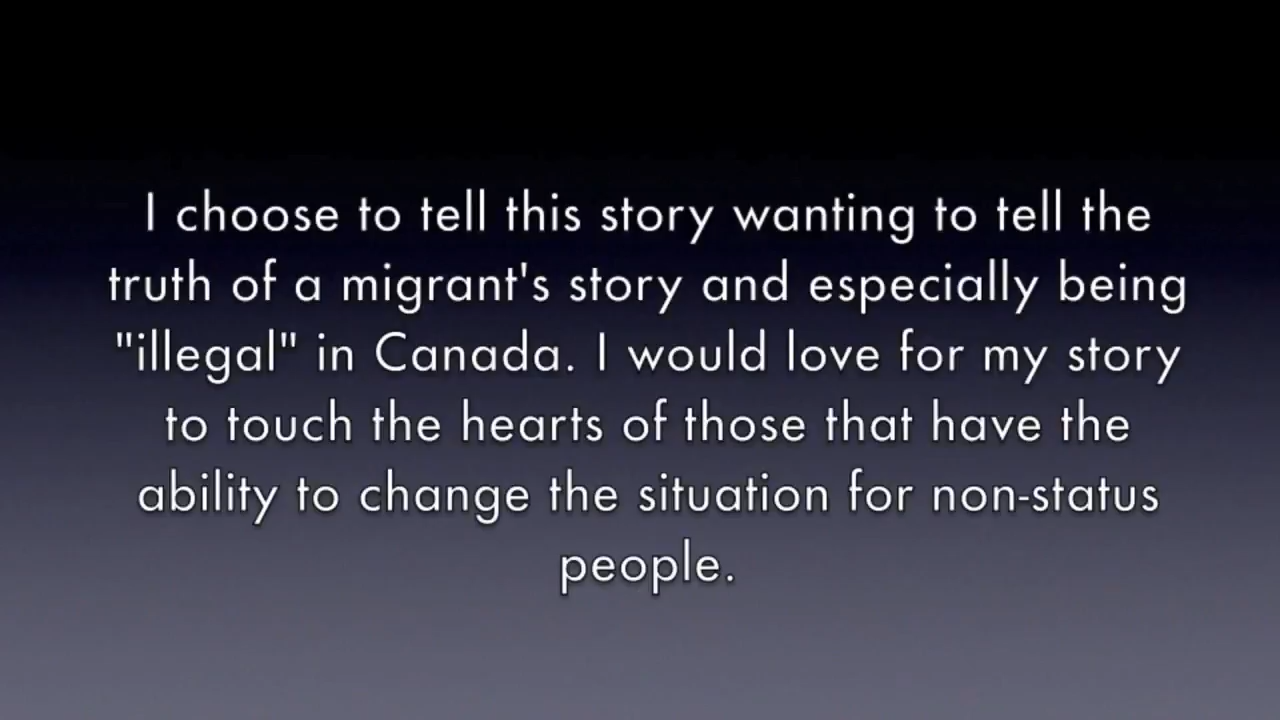 I choose to tell this story wanting to tell the
truth of a migrant's story and especially being
"illegal" in Canada. I would love for my story
to touch the hearts of those that have the
ability to change the situation for non-status
people.